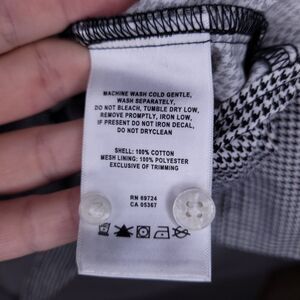 MACHINE WASH COLD GENTLE,
WASH SEPARATELY,
DO NOT BLEACH, TUMBLE DRY LOW,
REMOVE PROMPTLY, IRON LOW,
IF PRESENT DO NOT IRON DECAL,
DO NOT DRYCLEAN
SHELL: 100% COTTON
MESH LINING: 100% POLYESTER
EXCLUSIVE OF TRIMMING
RN 69724
CA 05367